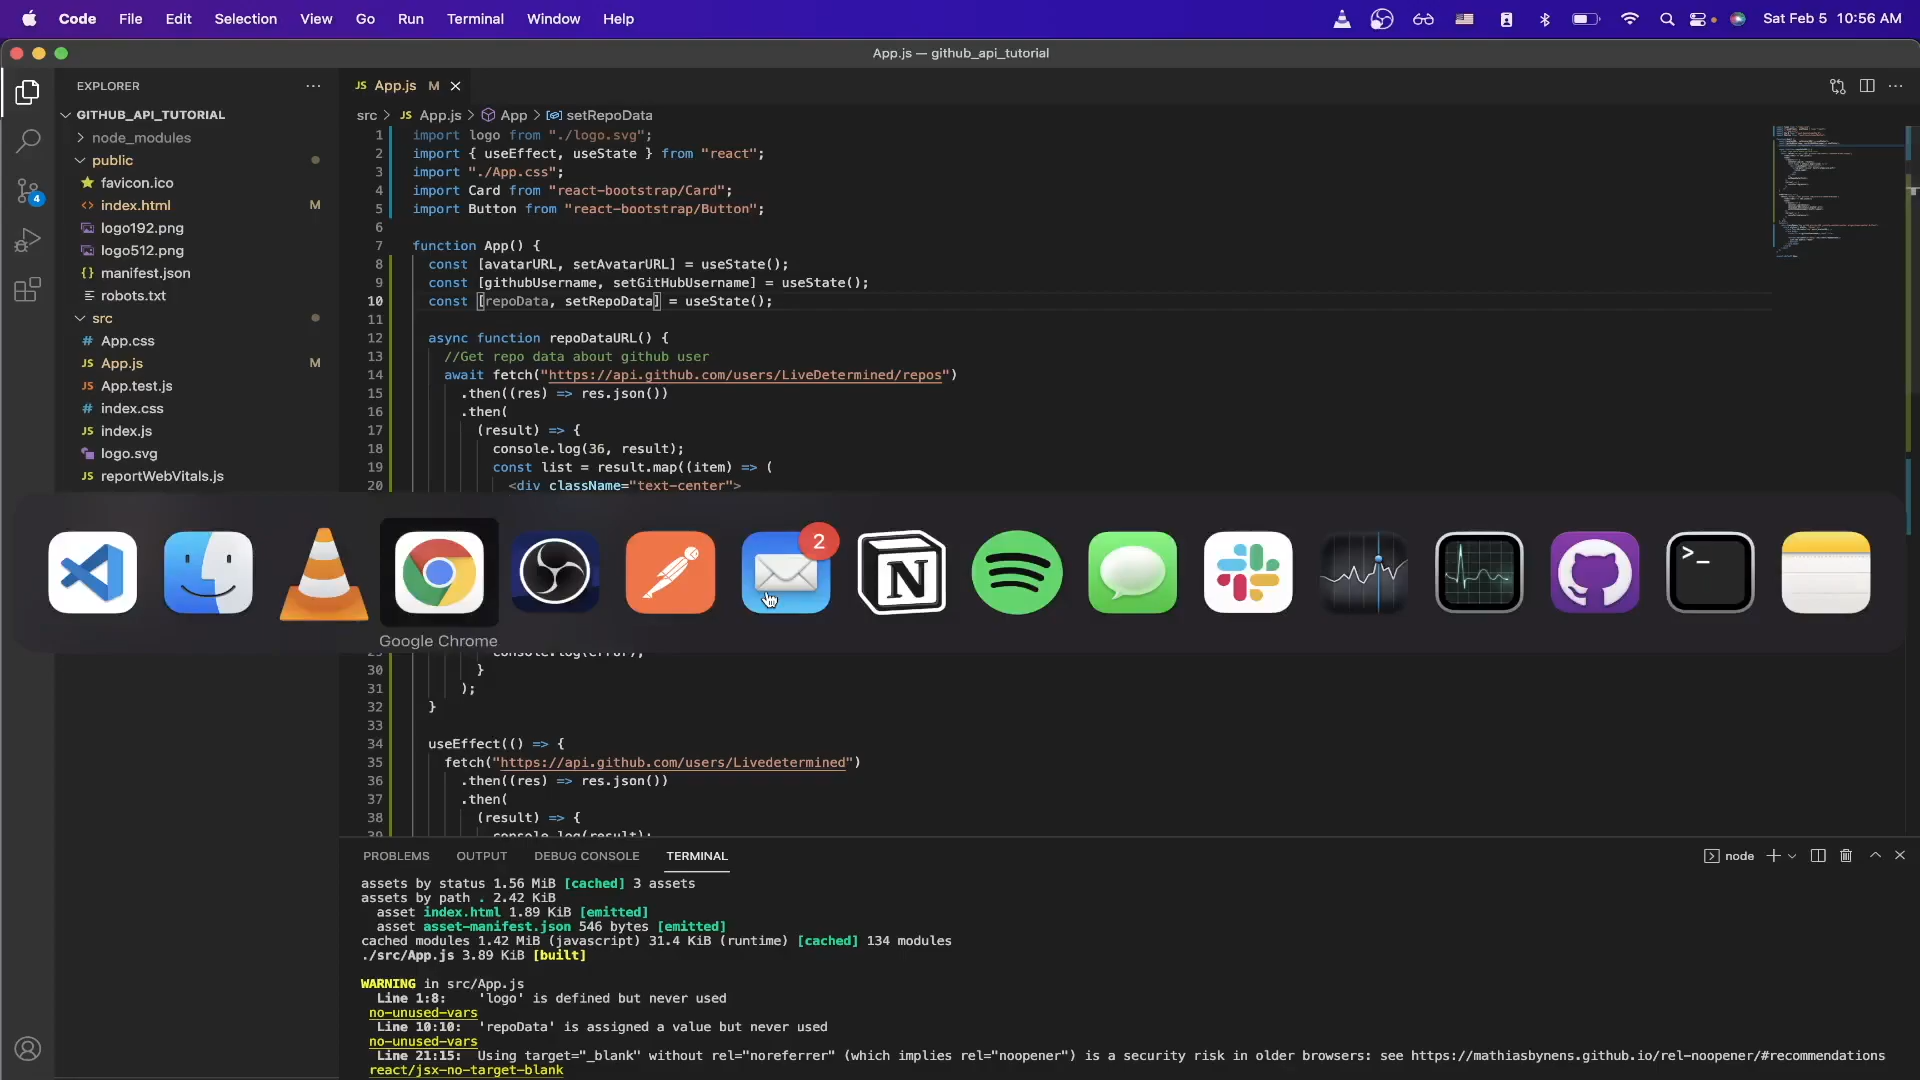 Code File Edit Selection View Go Run Terminal Window Help Sat Feb 5 10:56 AM
App.js — github_api_tutorial
EXPLORER
GITHUB_API_TUTORIAL
node_modules
public
favicon.ico
index.html M
logo192.png
logo512.png
manifest.json
robots.txt
src
App.css
App.js M
App.test.js
index.css
index.js
logo.svg
reportWebVitals.js
4
JS App.js M
src > JS App.js > App > setRepoData
1 import logo from "./logo.svg";
2 import { useEffect, useState } from "react";
3 import "./App.css";
4 import Card from "react-bootstrap/Card";
5 import Button from "react-bootstrap/Button";
6
7 function App() {
8 const [avatarURL, setAvatarURL] = useState();
9 const [githubUsername, setGitHubUsername] = useState();
10 const [repoData, setRepoData] = useState();
11
12 async function repoDataURL() {
13 //Get repo data about github user
14 await fetch("https://api.github.com/users/LiveDetermined/repos")
15 .then((res) => res.json())
16 .then(
17 (result) => {
18 console.log(36, result);
19 const list = result.map((item) => (
20 <div className="text-center">
2
N
Google Chrome
29 console.log(error);
30 }
31 );
32 }
33
34 useEffect(() => {
35 fetch("https://api.github.com/users/Livedetermined")
36 .then((res) => res.json())
37 .then(
38 (result) => {
39 console.log(result);
PROBLEMS OUTPUT DEBUG CONSOLE TERMINAL node
assets by status 1.56 MiB [cached] 3 assets
assets by path . 2.42 KiB
asset index.html 1.89 KiB [emitted]
asset asset-manifest.json 546 bytes [emitted]
cached modules 1.42 MiB (javascript) 31.4 KiB (runtime) [cached] 134 modules
./src/App.js 3.89 KiB [built]
WARNING in src/App.js
Line 1:8: 'logo' is defined but never used
no-unused-vars
Line 10:10: 'repoData' is assigned a value but never used
no-unused-vars
Line 21:15: Using target="_blank" without rel="noreferrer" (which implies rel="noopener") is a security risk in older browsers: see https://mathiasbynens.github.io/rel-noopener/#recommendations
react/jsx-no-target-blank